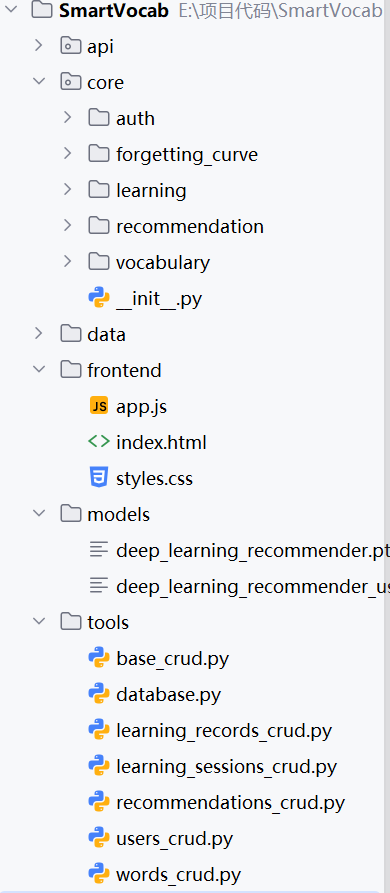 SmartVocab E:\项目代码\SmartVocab
api
core
auth
forgetting_curve
learning
recommendation
vocabulary
__init__.py
data
frontend
JS app.js
<> index.html
styles.css
models
deep_learning_recommender.pt
deep_learning_recommender_us
tools
base_crud.py
database.py
learning_records_crud.py
learning_sessions_crud.py
recommendations_crud.py
users_crud.py
words_crud.py